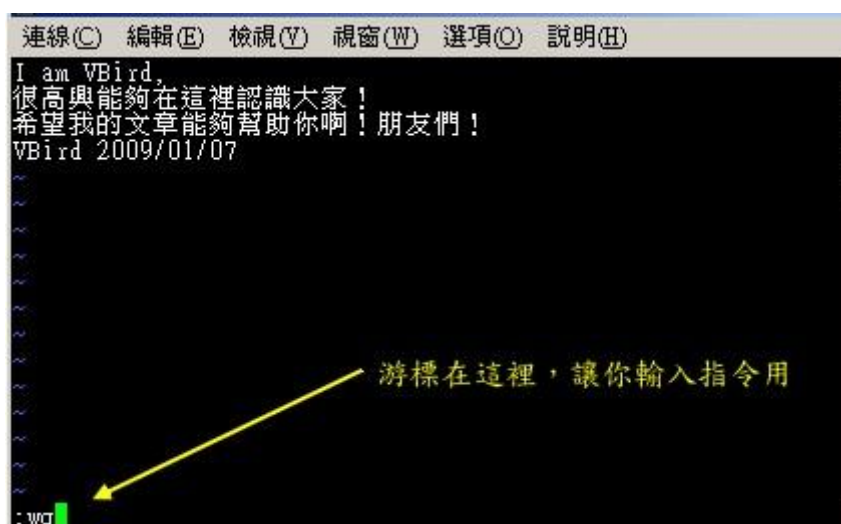 連線(C) 編輯(E) 檢視(V) 視窗(W) 選項(O) 說明(H)
I am VBird,
很高興能夠在這裡認識大家！
希望我的文章能夠幫助你啊！朋友們！
VBird 2009/01/07
~
~
~
~
~
~
~
~
游標在這裡，讓你輸入指令用
~
~
~
~
~
:wq